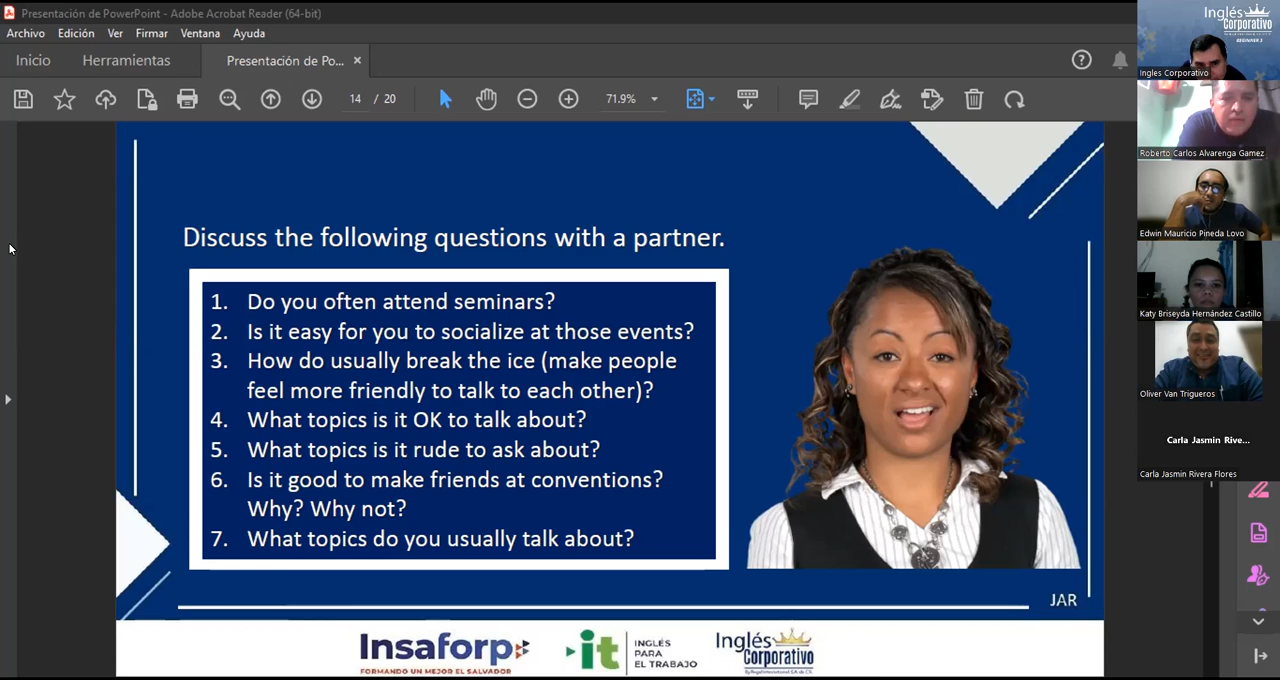 Presentación de PowerPoint - Adobe Acrobat Reader (64-bit)
Archivo Edición Ver Firmar Ventana Ayuda
Inicio Herramientas Presentación de Po... ×
14 / 20 71.9%
Discuss the following questions with a partner.
1. Do you often attend seminars?
2. Is it easy for you to socialize at those events?
3. How do usually break the ice (make people
feel more friendly to talk to each other)?
4. What topics is it OK to talk about?
5. What topics is it rude to ask about?
6. Is it good to make friends at conventions?
Why? Why not?
7. What topics do you usually talk about?
JAR
Insaforp
FORMANDO UN MEJOR EL SALVADOR
it
INGLÉS
PARA
EL TRABAJO
Inglés
Corporativo
Inglés
Corporativo
BEGINNER 3
Ingles Corporativo
Roberto Carlos Alvarenga Gamez
Edwin Mauricio Pineda Lovo
Katy Briseyda Hernández Castillo
Oliver Van Trigueros
Carla Jasmin Rive...
Carla Jasmin Rivera Flores